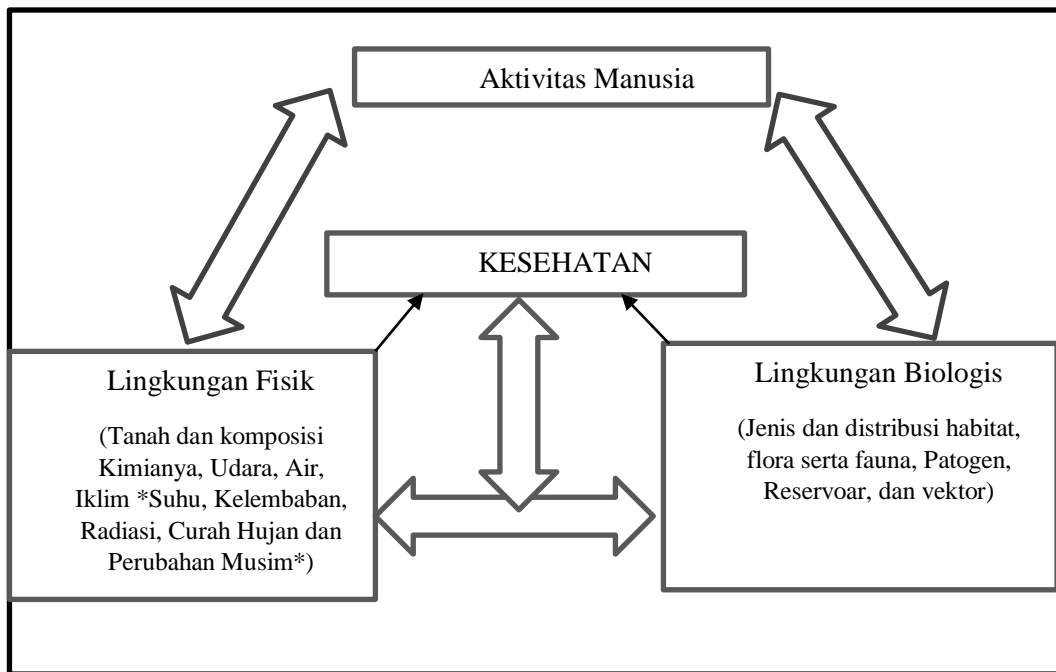 Aktivitas Manusia
KESEHATAN
Lingkungan Fisik
(Tanah dan komposisi
Kimianya, Udara, Air,
Iklim *Suhu, Kelembaban,
Radiasi, Curah Hujan dan
Perubahan Musim*)
Lingkungan Biologis
(Jenis dan distribusi habitat,
flora serta fauna, Patogen,
Reservoar, dan vektor)